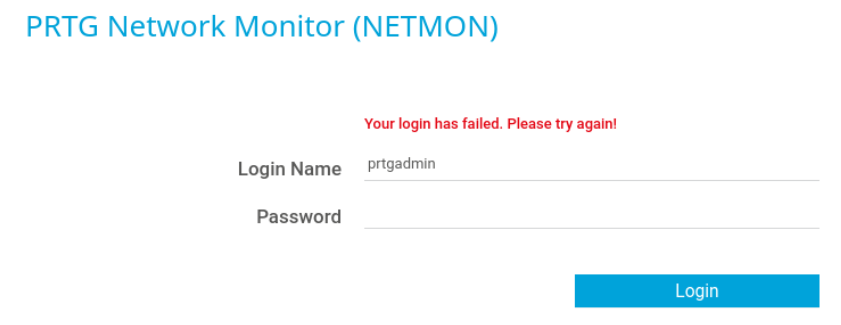 PRTG Network Monitor (NETMON)
Your login has failed. Please try again!
Login Name prtgadmin
Password
Login